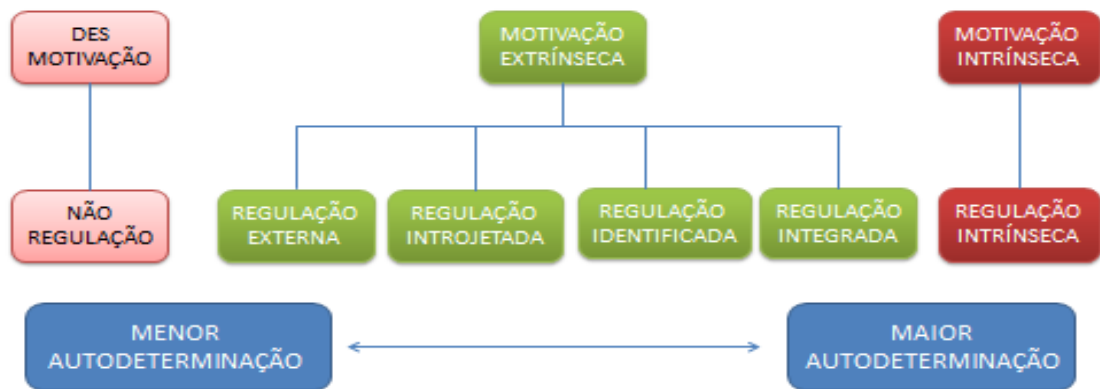 DES
MOTIVAÇÃO
MOTIVAÇÃO
EXTRÍNSECA
MOTIVAÇÃO
INTRÍNSECA
NÃO
REGULAÇÃO
REGULAÇÃO
EXTERNA
REGULAÇÃO
INTROJETADA
REGULAÇÃO
IDENTIFICADA
REGULAÇÃO
INTEGRADA
REGULAÇÃO
INTRÍNSECA
MENOR
AUTODETERMINAÇÃO
MAIOR
AUTODETERMINAÇÃO